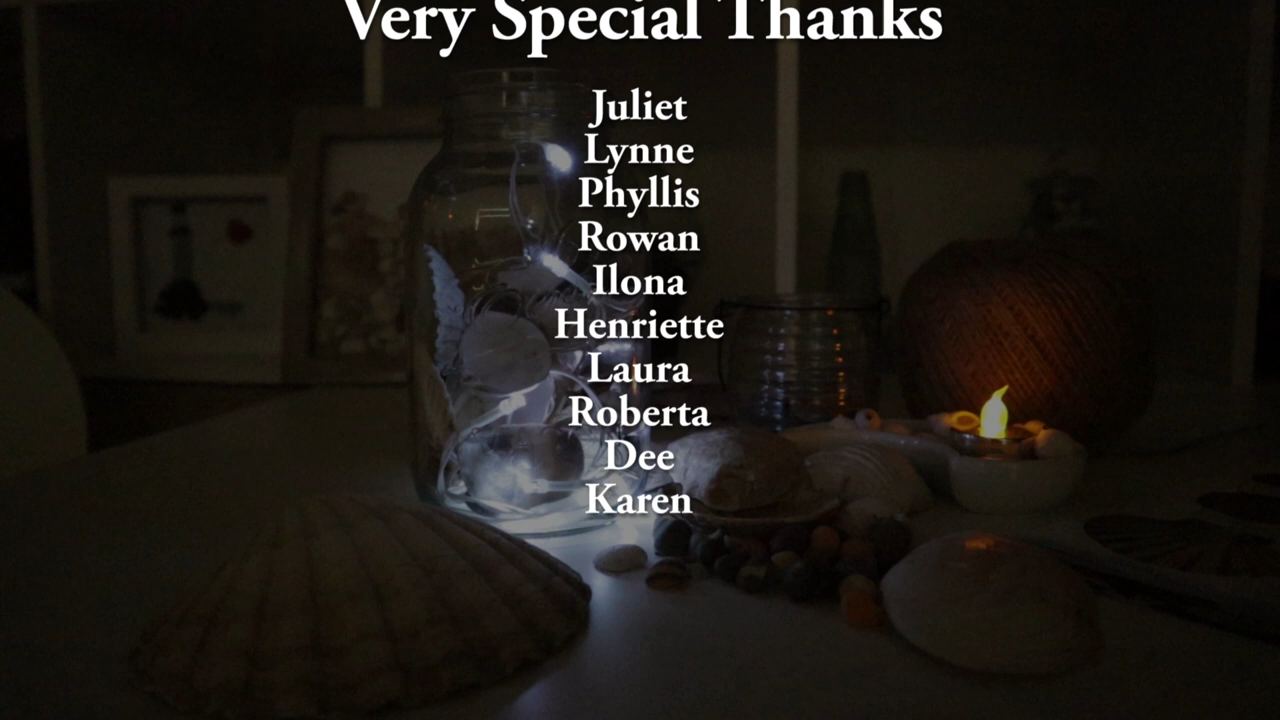 Very Special Thanks
Juliet
Lynne
Phyllis
Rowan
Ilona
Henriette
Laura
Roberta
Dee
Karen